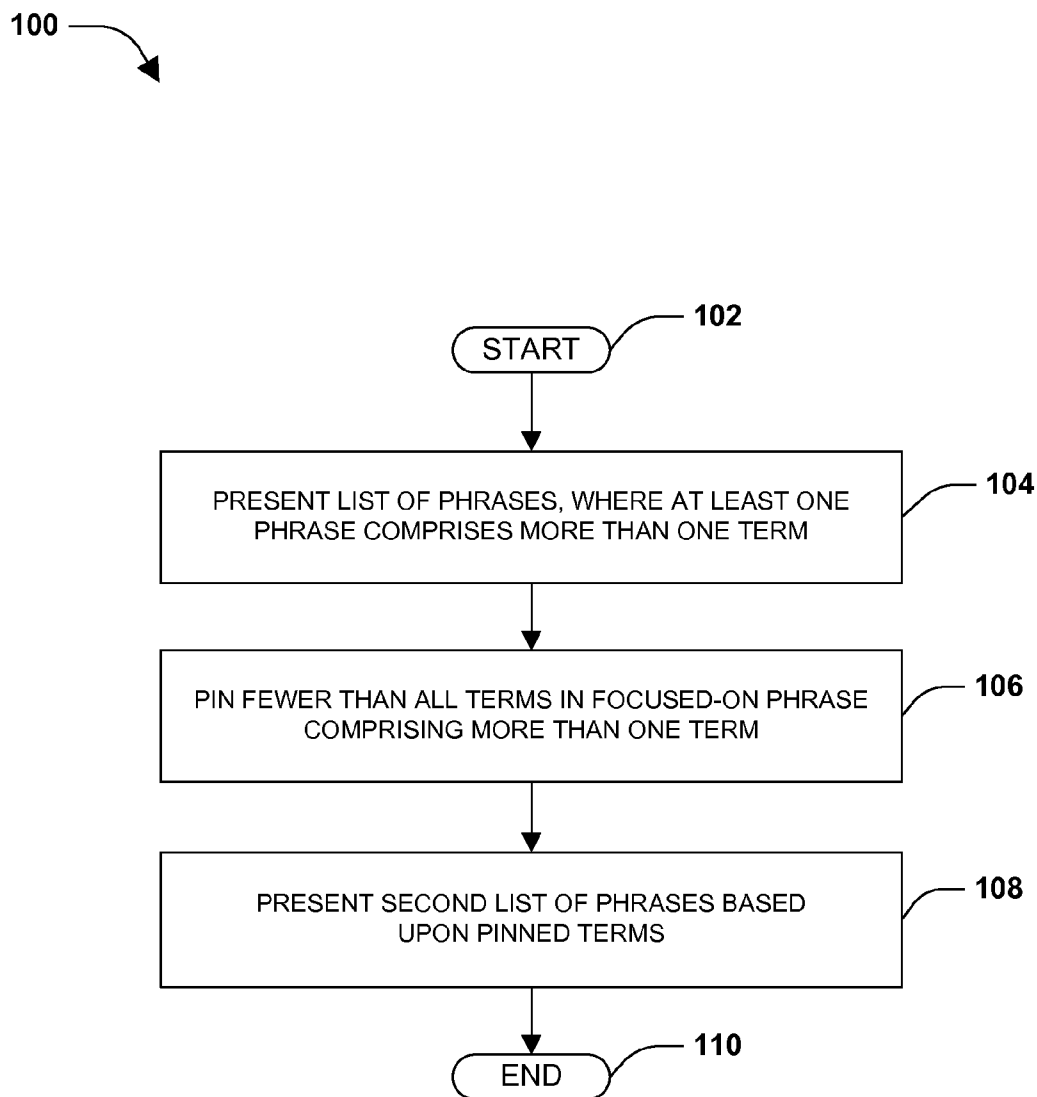 100
START
102
PRESENT LIST OF PHRASES, WHERE AT LEAST ONE
PHRASE COMPRISES MORE THAN ONE TERM
104
PIN FEWER THAN ALL TERMS IN FOCUSED-ON PHRASE
COMPRISING MORE THAN ONE TERM
106
PRESENT SECOND LIST OF PHRASES BASED
UPON PINNED TERMS
108
END
110